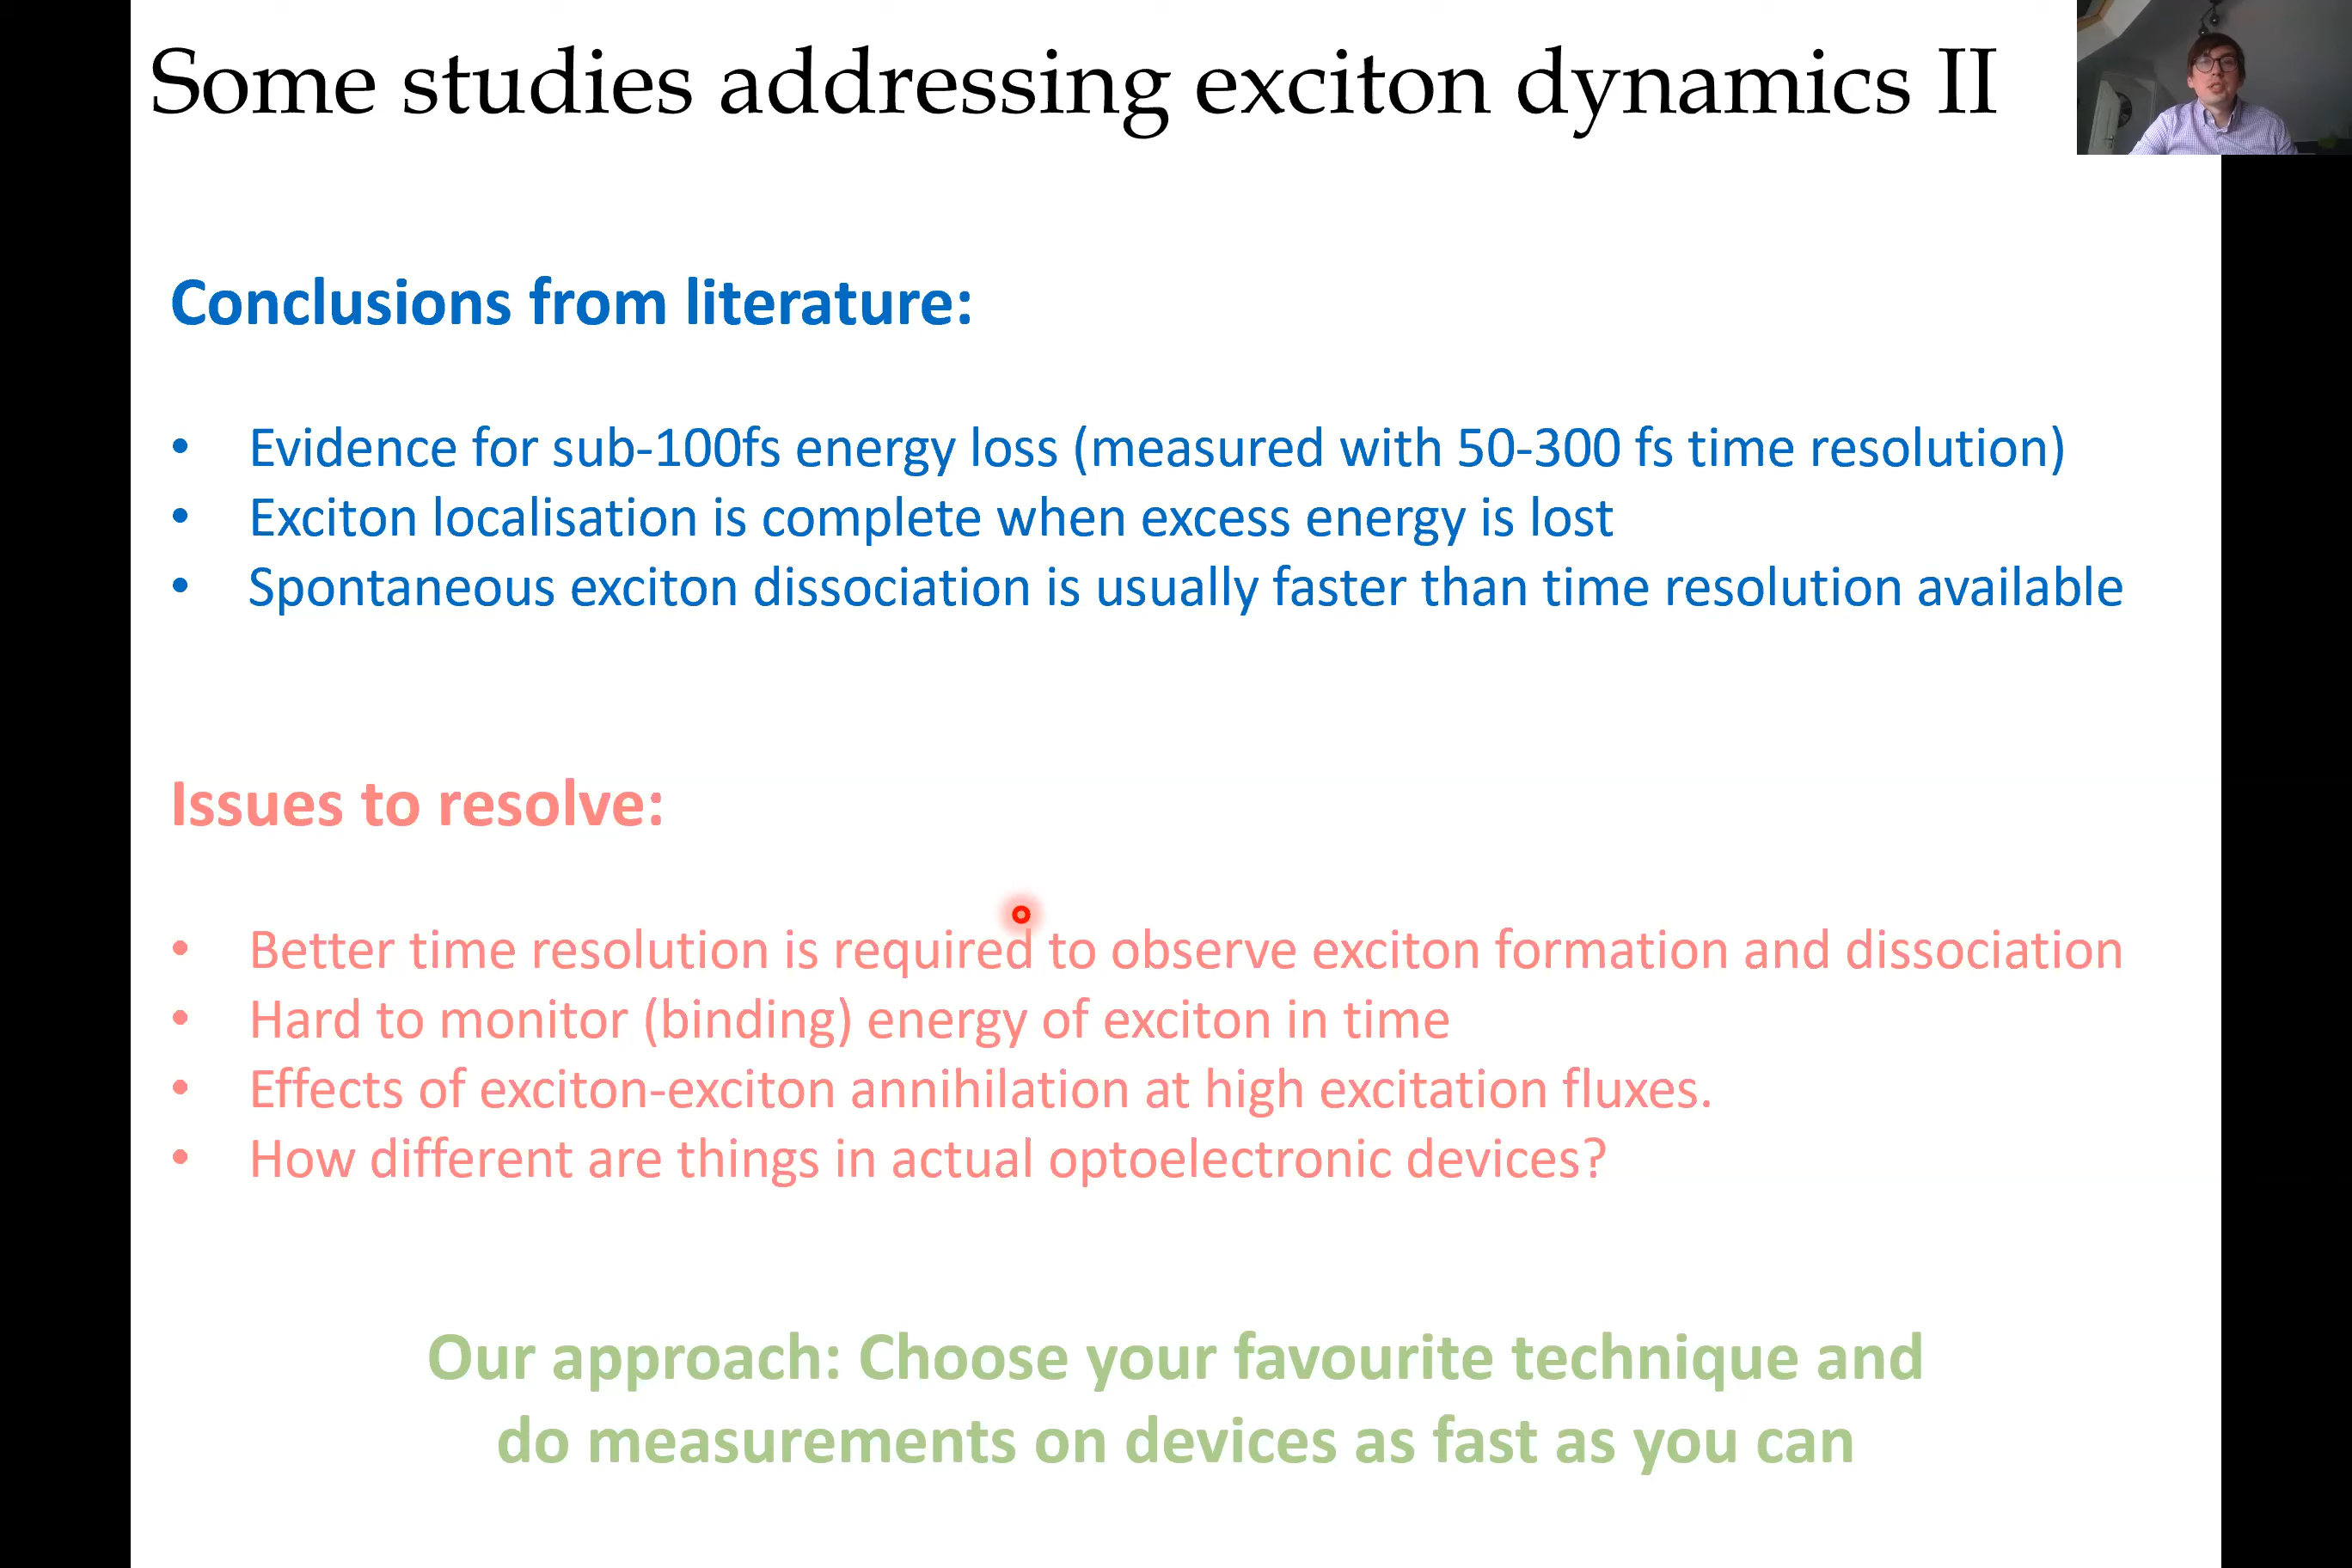 Some studies addressing exciton dynamics II
Conclusions from literature:
• Evidence for sub-100fs energy loss (measured with 50-300 fs time resolution)
• Exciton localisation is complete when excess energy is lost
• Spontaneous exciton dissociation is usually faster than time resolution available
Issues to resolve:
• Better time resolution is required to observe exciton formation and dissociation
• Hard to monitor (binding) energy of exciton in time
• Effects of exciton-exciton annihilation at high excitation fluxes.
• How different are things in actual optoelectronic devices?
Our approach: Choose your favourite technique and
do measurements on devices as fast as you can